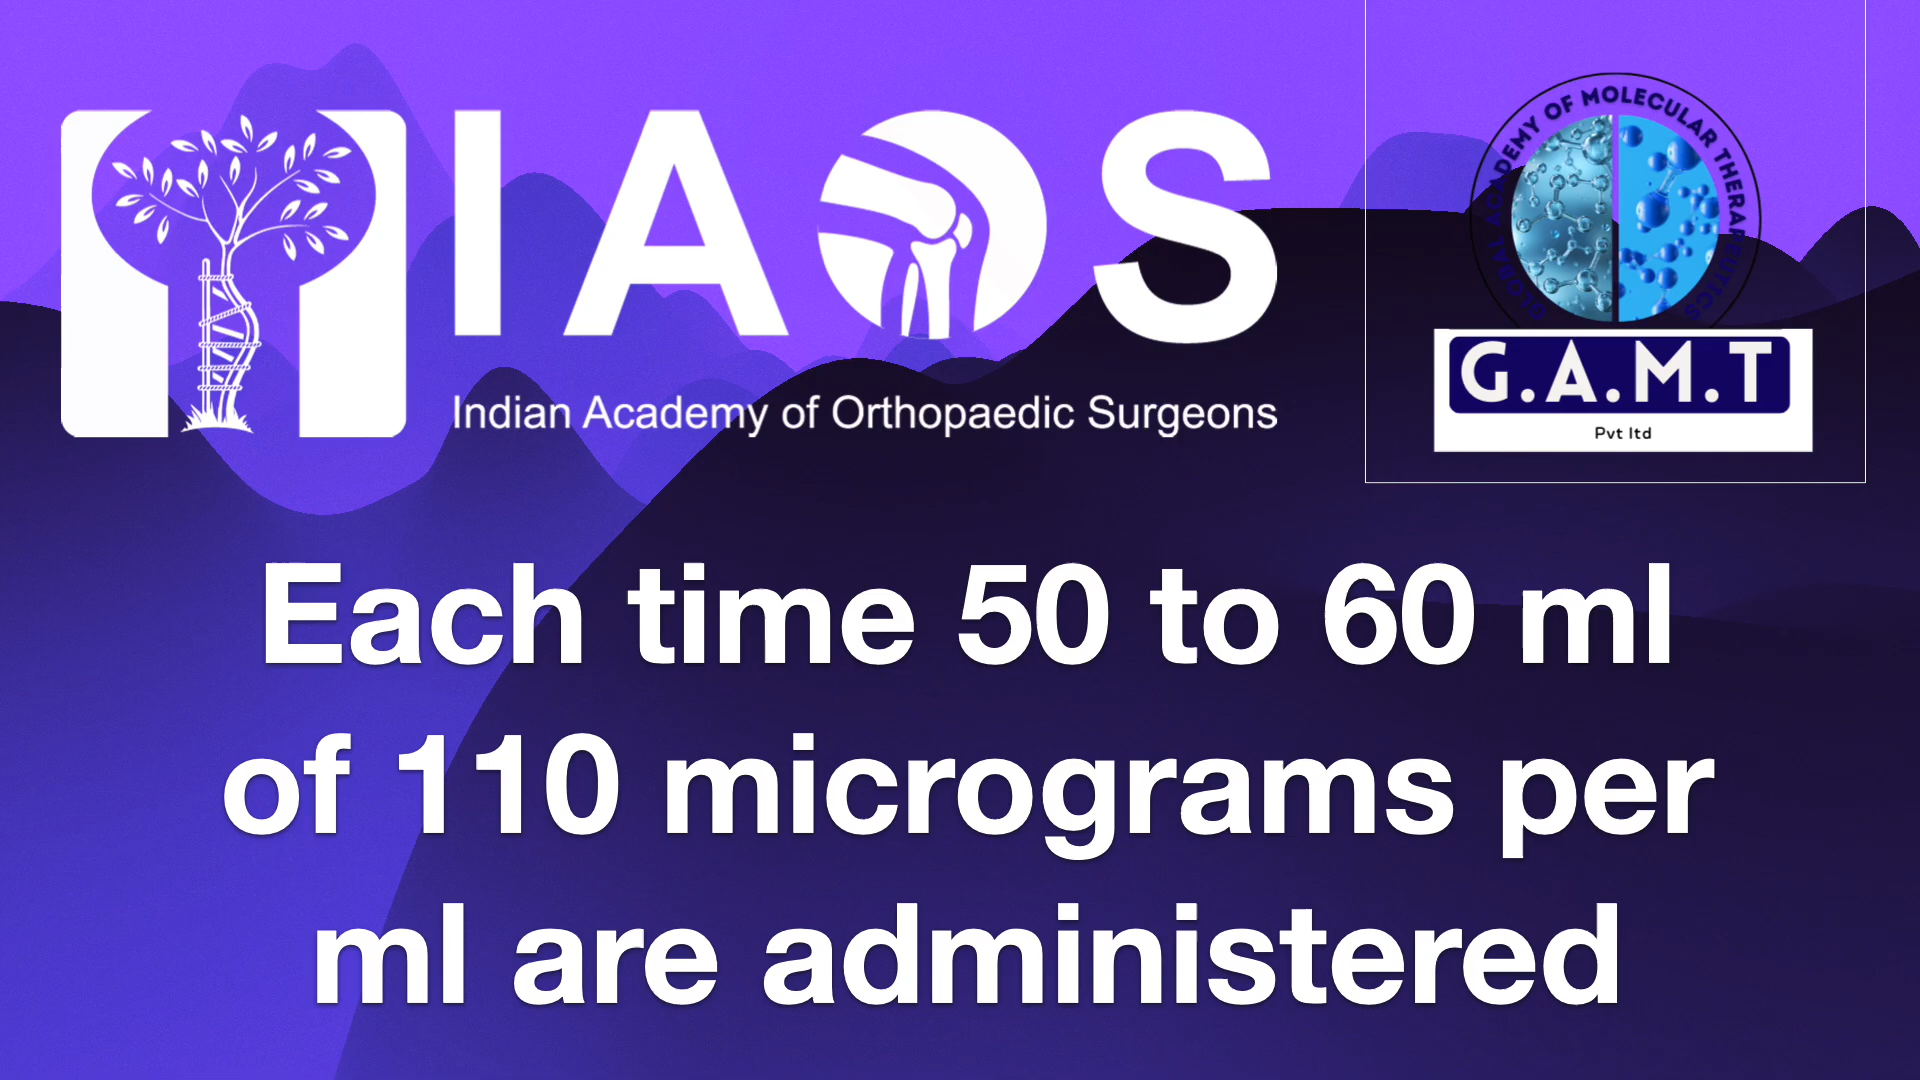 IAOS
Indian Academy of Orthopaedic Surgeons
GLOBAL ACADEMY OF MOLECULAR THERAPEUTICS
G.A.M.T
Pvt ltd
Each time 50 to 60 ml
of 110 micrograms per
ml are administered